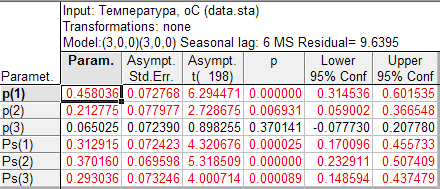 Input: Температура, оС (data.sta)
Transformations: none
Model:(3,0,0)(3,0,0) Seasonal lag: 6 MS Residual= 9.6395
Paramet. Param. Asympt. Std.Err. Asympt. t( 198) p Lower 95% Conf Upper 95% Conf
p(1) 0.458036 0.072768 6.294471 0.000000 0.314536 0.601535
p(2) 0.212775 0.077977 2.728675 0.006931 0.059002 0.366548
p(3) 0.065025 0.072390 0.898255 0.370141 -0.077730 0.207780
Ps(1) 0.312915 0.072423 4.320676 0.000025 0.170096 0.455733
Ps(2) 0.370160 0.069598 5.318509 0.000000 0.232911 0.507409
Ps(3) 0.293036 0.073246 4.000714 0.000089 0.148594 0.437479